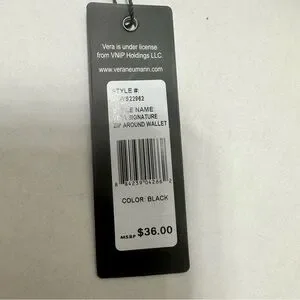 Vera is under license
from VNIP Holdings LLC.
www.veraneumann.com
STYLE #:
NAME:
SIGNATURE
ZIP AROUND WALLET
COLOR: BLACK
MSRP $36.00